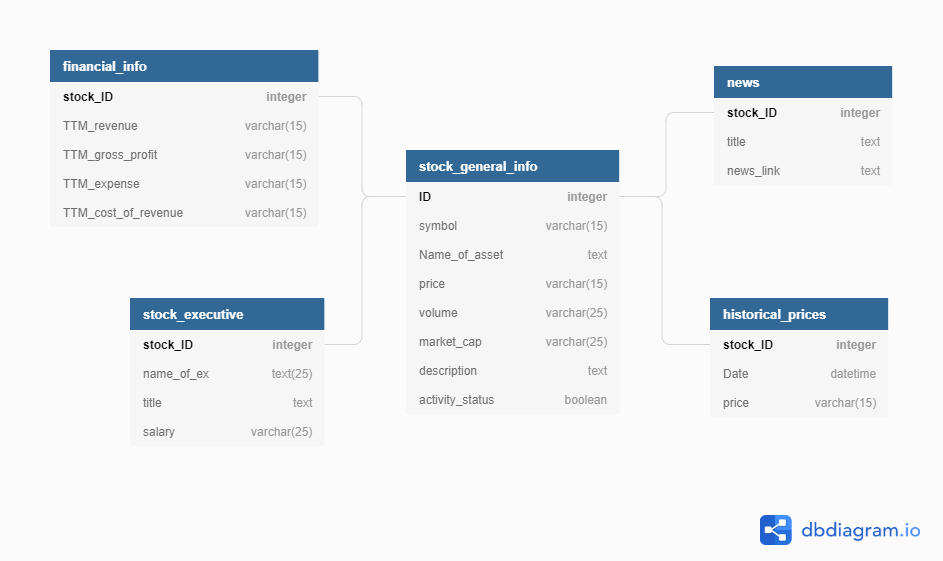 financial_info
stock_ID integer
TTM_revenue varchar(15)
TTM_gross_profit varchar(15)
TTM_expense varchar(15)
TTM_cost_of_revenue varchar(15)
stock_executive
stock_ID integer
name_of_ex text(25)
title text
salary varchar(25)
stock_general_info
ID integer
symbol varchar(15)
Name_of_asset text
price varchar(15)
volume varchar(25)
market_cap varchar(25)
description text
activity_status boolean
news
stock_ID integer
title text
news_link text
historical_prices
stock_ID integer
Date datetime
price varchar(15)
dbdiagram.io